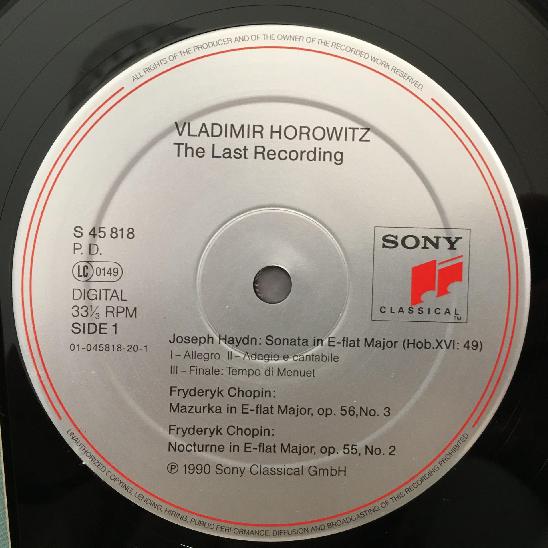 ALL RIGHTS OF THE PRODUCER AND OF THE OWNER OF THE RECORDED WORK RESERVED.
VLADIMIR HOROWITZ
The Last Recording
S 45 818
P. D.
LC 0149
DIGITAL
33⅓ RPM
SIDE 1
01-045818-20-1
SONY
CLASSICAL
TM
Joseph Haydn: Sonata in E-flat Major (Hob.XVI: 49)
I – Allegro II – Adagio e cantabile
III – Finale: Tempo di Menuet
Fryderyk Chopin:
Mazurka in E-flat Major, op. 56,No. 3
Fryderyk Chopin:
Nocturne in E-flat Major, op. 55, No. 2
℗ 1990 Sony Classical GmbH
UNAUTHORIZED COPYING, LENDING, HIRING, PUBLIC PERFORMANCE, DIFFUSION AND BROADCASTING OF THIS RECORDING PROHIBITED